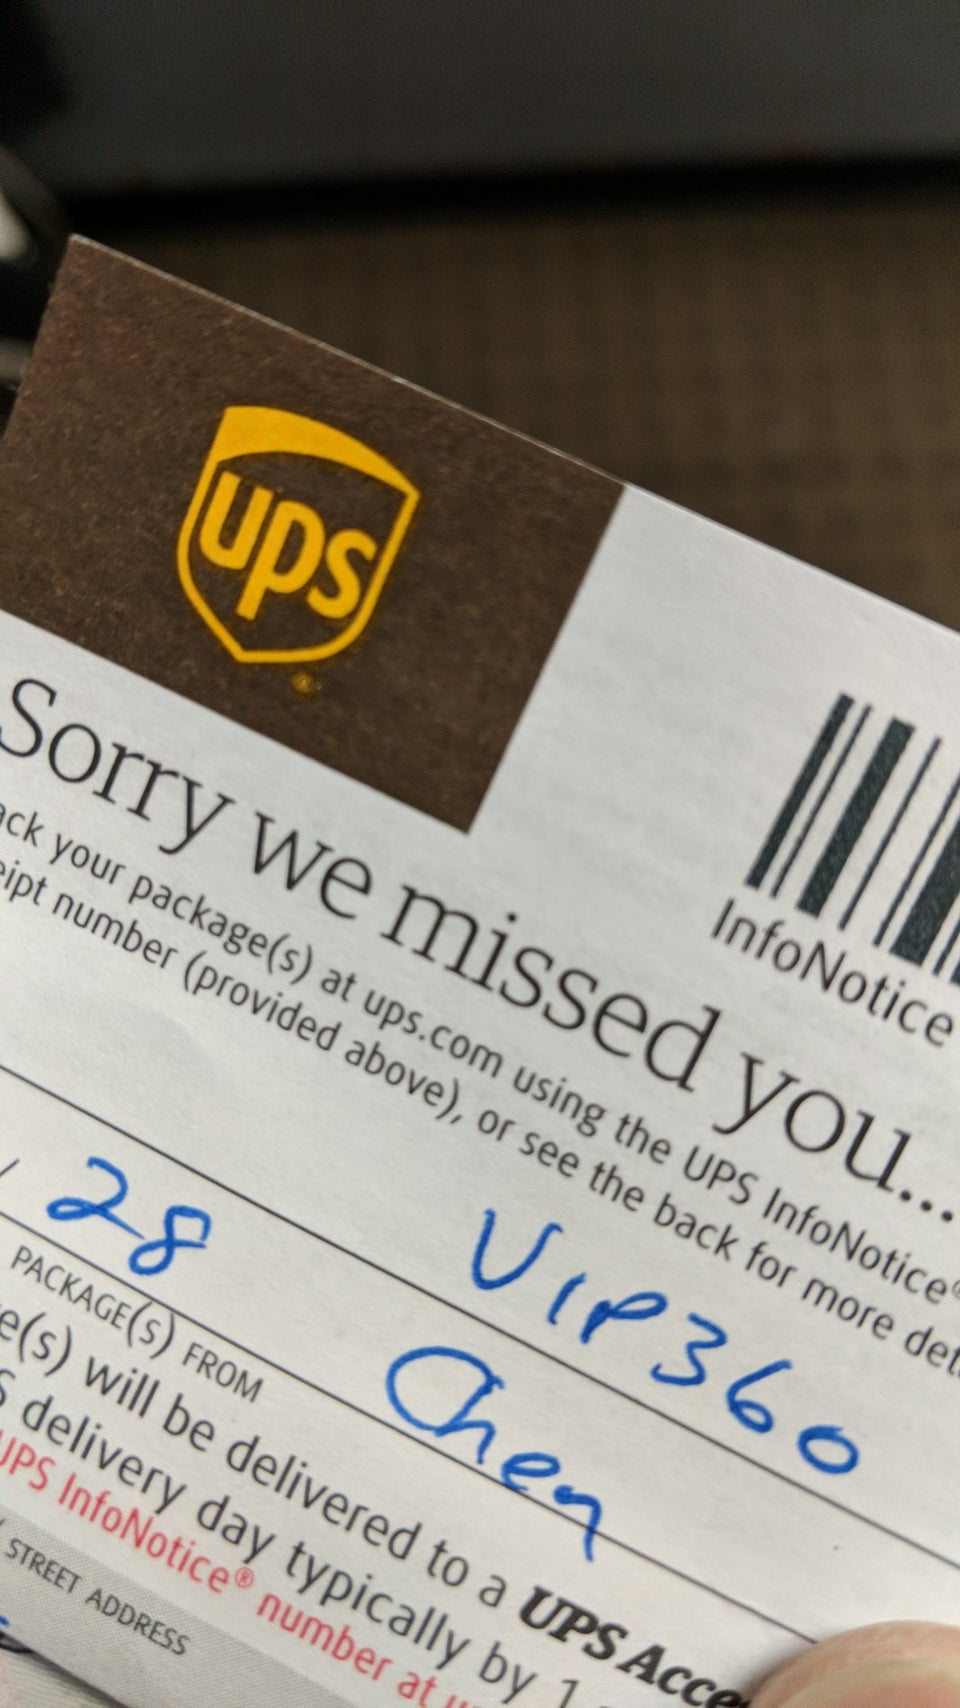 ups
InfoNotice
Sorry we missed you...
ack your package(s) at ups.com using the UPS InfoNotice®
eipt number (provided above), or see the back for more det
/ 28 VIP360
PACKAGE(S) FROM Chen
e(s) will be delivered to a UPS Acce
S delivery day typically by 1
UPS InfoNotice® number at u
STREET ADDRESS